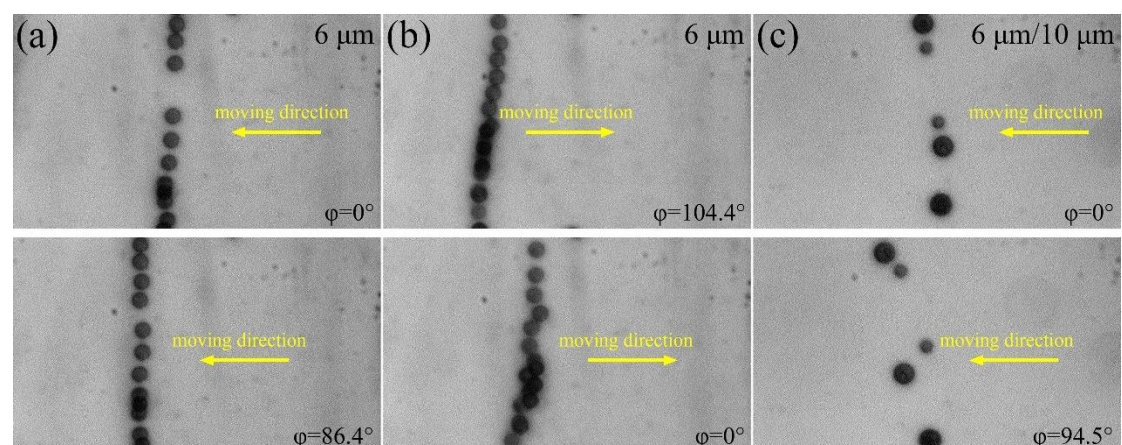 (a) 6 μm
moving direction
φ=0°
(b) 6 μm
moving direction
φ=104.4°
(c) 6 μm/10 μm
moving direction
φ=0°
moving direction
φ=86.4°
moving direction
φ=0°
moving direction
φ=94.5°